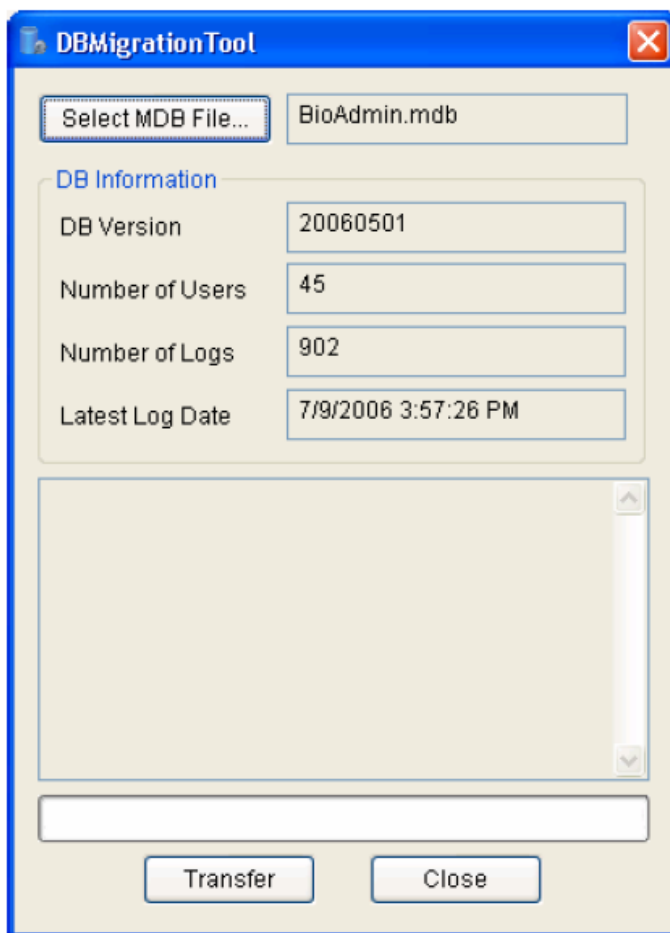 DBMigrationTool
Select MDB File... BioAdmin.mdb
DB Information
DB Version 20060501
Number of Users 45
Number of Logs 902
Latest Log Date 7/9/2006 3:57:26 PM
Transfer Close